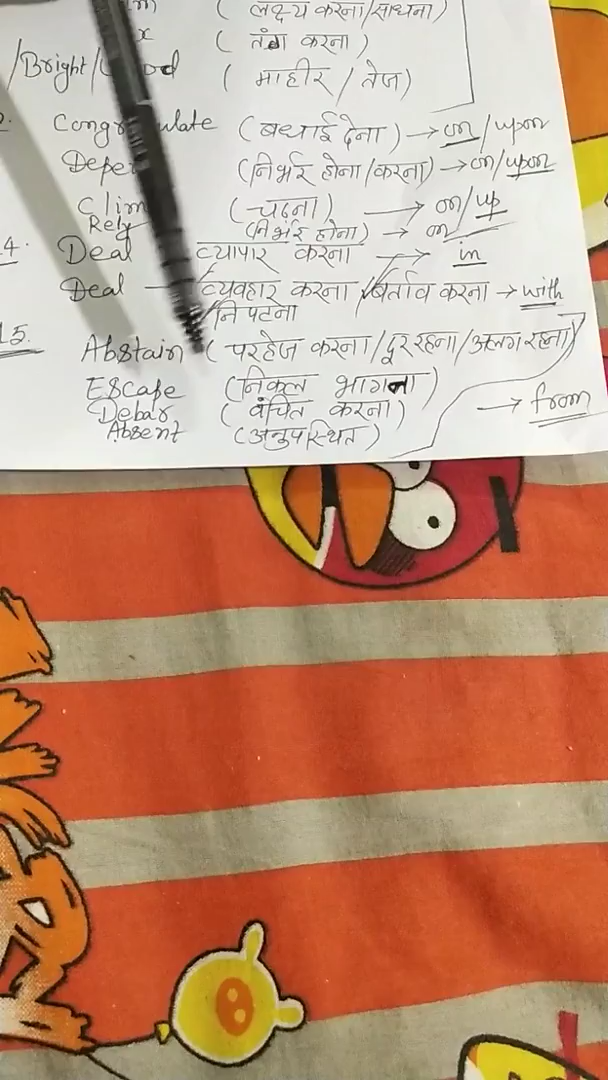 ( लक्ष्य करना/साधना)
( तंग करना)
/Bright/ ( माहीर / तेज)
( बधाई देना) → on/upon
(निर्भर होना/करना) → on/upon
(चढ़ना) → on/up
Rely (निर्भर होना) → on
4. Deal व्यापार करना → in
Deal — व्यवहार करना / बर्ताव करना → with
निपटना
15. Abstain ( परहेज करना/दूर रहना/अलग रहना)
Escape (निकल भागना)
Debar ( वंचित करना) → from
Absent (अनुपस्थित)